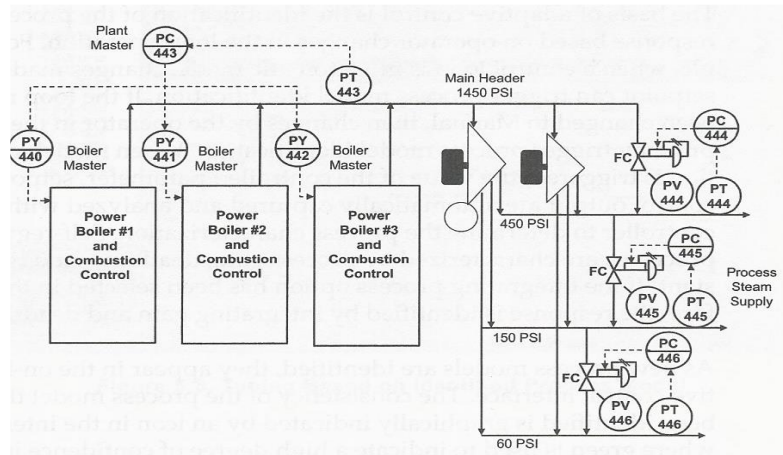 Plant
Master
PC
443
PT
443
Main Header
1450 PSI
PY
440
Boiler
Master
PY
441
Boiler
Master
PY
442
Boiler
Master
PC
444
FC
PV
444
PT
444
Power
Boiler #1
and
Combustion
Control
Power
Boiler #2
and
Combustion
Control
Power
Boiler #3
and
Combustion
Control
450 PSI
PC
445
FC
PV
445
PT
445
Process
Steam
Supply
150 PSI
PC
446
FC
PV
446
PT
446
60 PSI